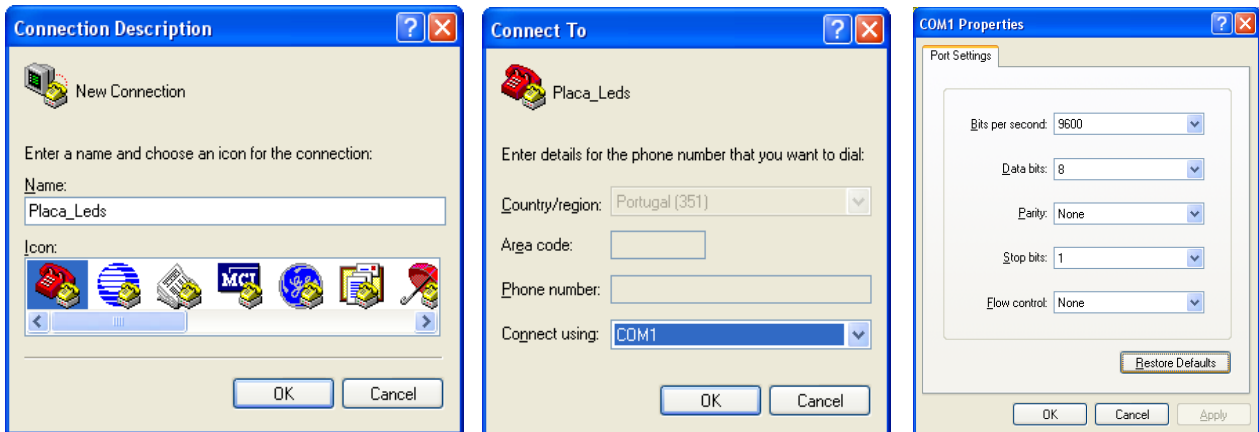 Connection Description
New Connection
Enter a name and choose an icon for the connection:
Name:
Placa_Leds
Icon:
MCI
OK Cancel
Connect To
Placa_Leds
Enter details for the phone number that you want to dial:
Country/region: Portugal (351)
Area code:
Phone number:
Connect using: COM1
OK Cancel
COM1 Properties
Port Settings
Bits per second: 9600
Data bits: 8
Parity: None
Stop bits: 1
Flow control: None
Restore Defaults
OK Cancel Apply